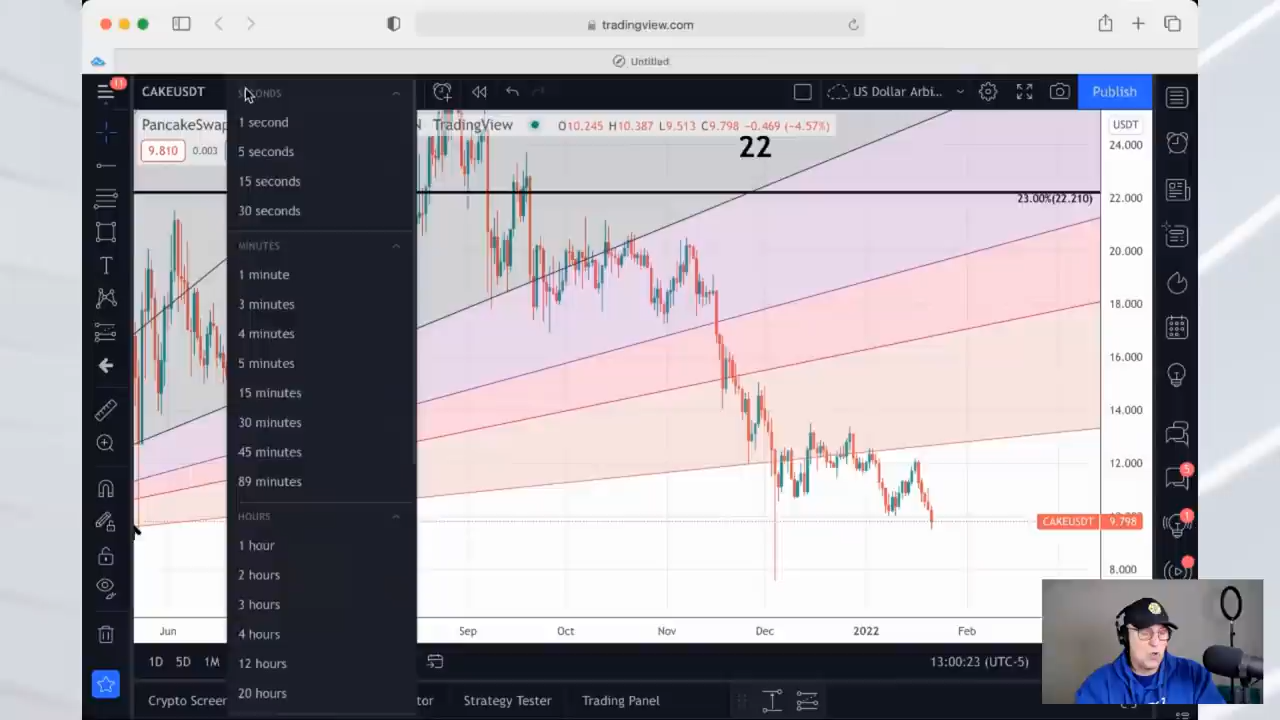 tradingview.com
Untitled
11
CAKEUSDT
US Dollar Arbi...
Publish
PancakeSwap
TradingView
O10.245 H10.387 L9.513 C9.798 −0.469 (−4.57%)
9.810
0.003
22
23.00%(22.210)
SECONDS
1 second
5 seconds
15 seconds
30 seconds
MINUTES
1 minute
3 minutes
4 minutes
5 minutes
15 minutes
30 minutes
45 minutes
89 minutes
HOURS
1 hour
2 hours
3 hours
4 hours
12 hours
20 hours
USDT
24.000
22.000
20.000
18.000
16.000
14.000
12.000
CAKEUSDT 9.798
8.000
5
1
Jun
Sep
Oct
Nov
Dec
2022
Feb
1D 5D 1M
13:00:23 (UTC-5)
Crypto Screen
tor
Strategy Tester
Trading Panel